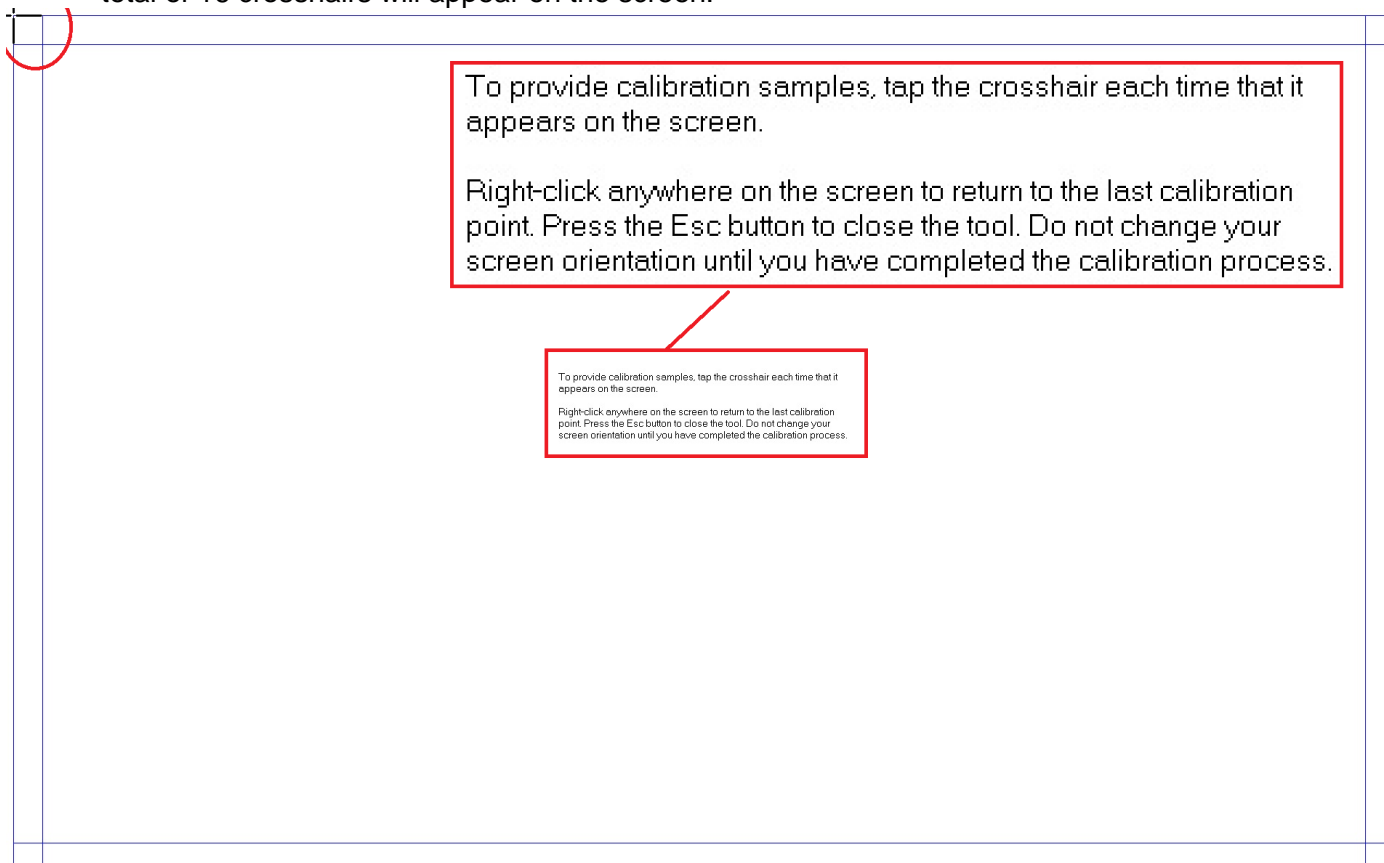 will appear on the screen.
To provide calibration samples, tap the crosshair each time that it
appears on the screen.
Right-click anywhere on the screen to return to the last calibration
point. Press the Esc button to close the tool. Do not change your
screen orientation until you have completed the calibration process.
To provide calibration samples, tap the crosshair each time that it
appears on the screen.
Right-click anywhere on the screen to return to the last calibration
point. Press the Esc button to close the tool. Do not change your
screen orientation until you have completed the calibration process.